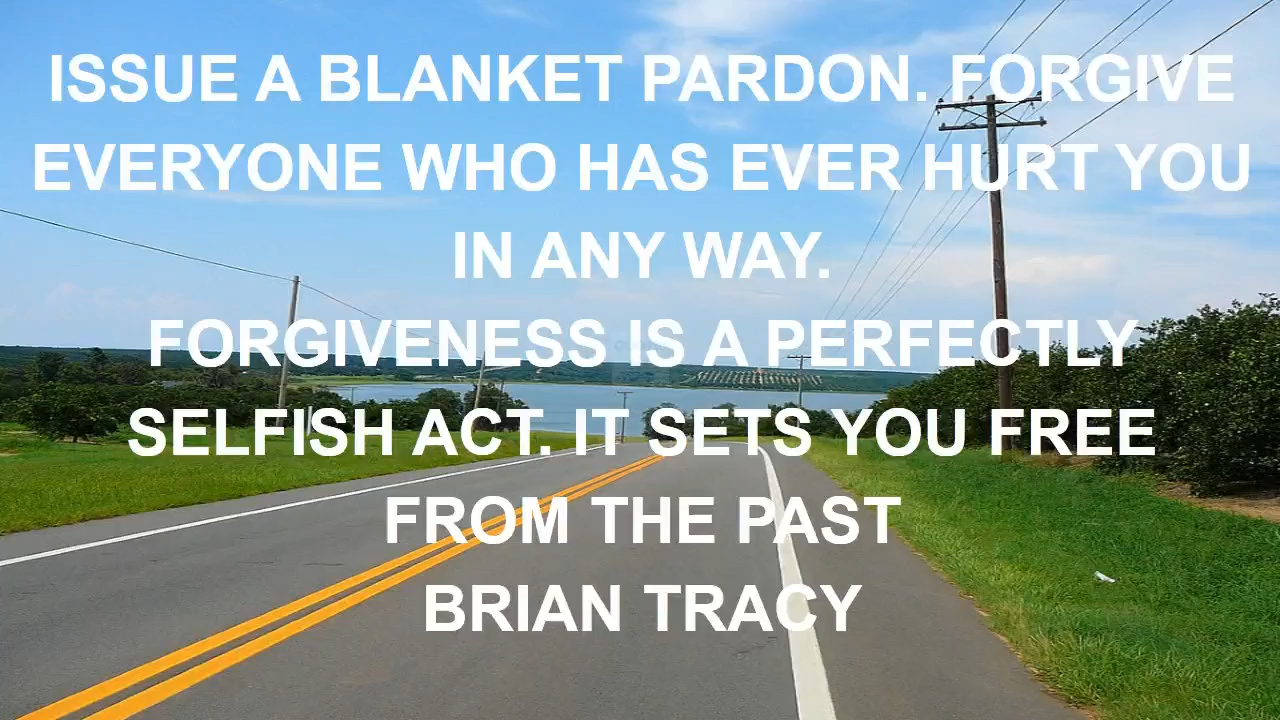 ISSUE A BLANKET PARDON. FORGIVE
EVERYONE WHO HAS EVER HURT YOU
IN ANY WAY.
FORGIVENESS IS A PERFECTLY
SELFISH ACT. IT SETS YOU FREE
FROM THE PAST
BRIAN TRACY